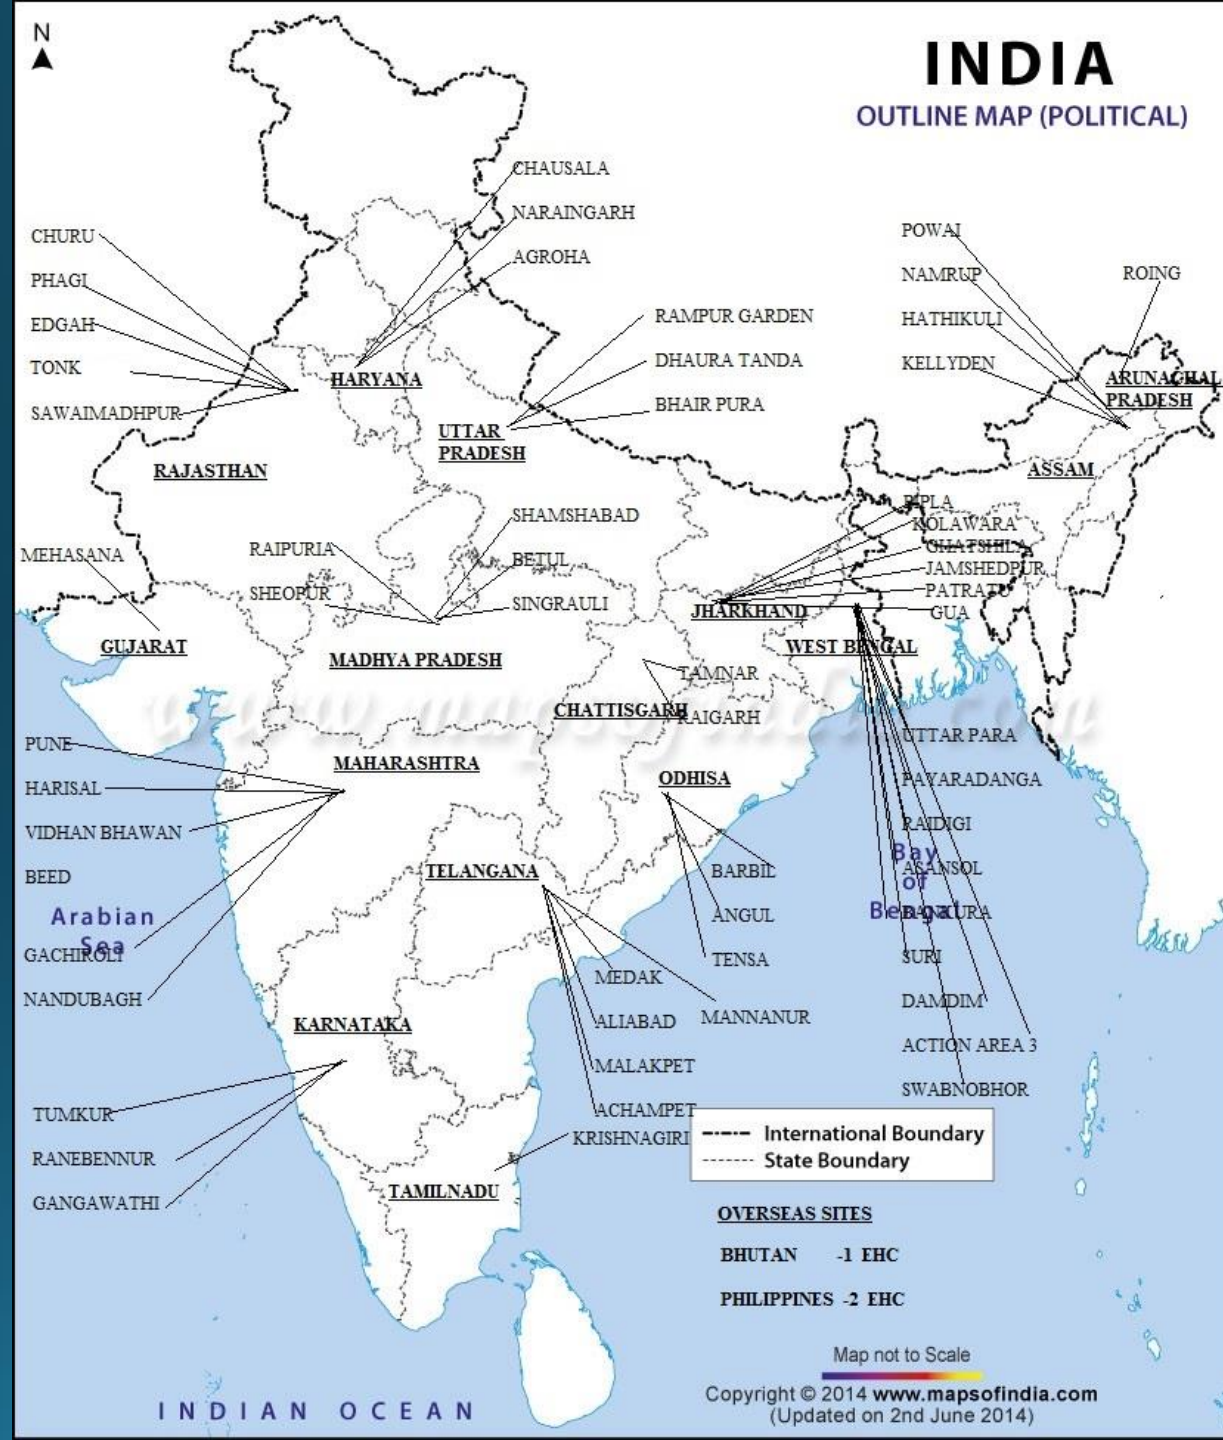 N
INDIA
OUTLINE MAP (POLITICAL)
CHAUSALA
NARAINGARH
AGROHA
CHURU
PHAGI
EDGAH
TONK
SAWAIMADHPUR
POWAI
NAMRUP
HATHIKULI
KELLYDEN
ROING
RAMPUR GARDEN
DHAURA TANDA
BHAIR PURA
HARYANA
ARUNACHAL
PRADESH
UTTAR
PRADESH
RAJASTHAN
ASSAM
MEHASANA
RAIPURIA
SHEOPUR
SHAMSHABAD
BETUL
SINGRAULI
PIPLA
KOLAWARA
GHATSHILA
JAMSHEDPUR
PATRATU
GUA
JHARKHAND
GUJARAT
MADHYA PRADESH
WEST BENGAL
TAMNAR
RAIGARH
CHATTISGARH
www.mapsofindia.com
PUNE
HARISAL
VIDHAN BHAWAN
BEED
Arabian
Sea
GACHIROLI
NANDUBAGH
MAHARASHTRA
ODHISA
UTTAR PARA
PAYARADANGA
RAIDIGI
Bay
of
Bengal
ASANSOL
BANKURA
SURI
DAMDIM
ACTION AREA 3
SWABNOBHOR
TELANGANA
BARBIL
ANGUL
TENSA
MEDAK
MANNANUR
ALIABAD
MALAKPET
ACHAMPET
KARNATAKA
TUMKUR
RANEBENNUR
GANGAWATHI
KRISHNAGIRI
TAMILNADU
International Boundary
State Boundary
OVERSEAS SITES
BHUTAN -1 EHC
PHILIPPINES -2 EHC
Map not to Scale
Copyright © 2014 www.mapsofindia.com
(Updated on 2nd June 2014)
INDIAN OCEAN